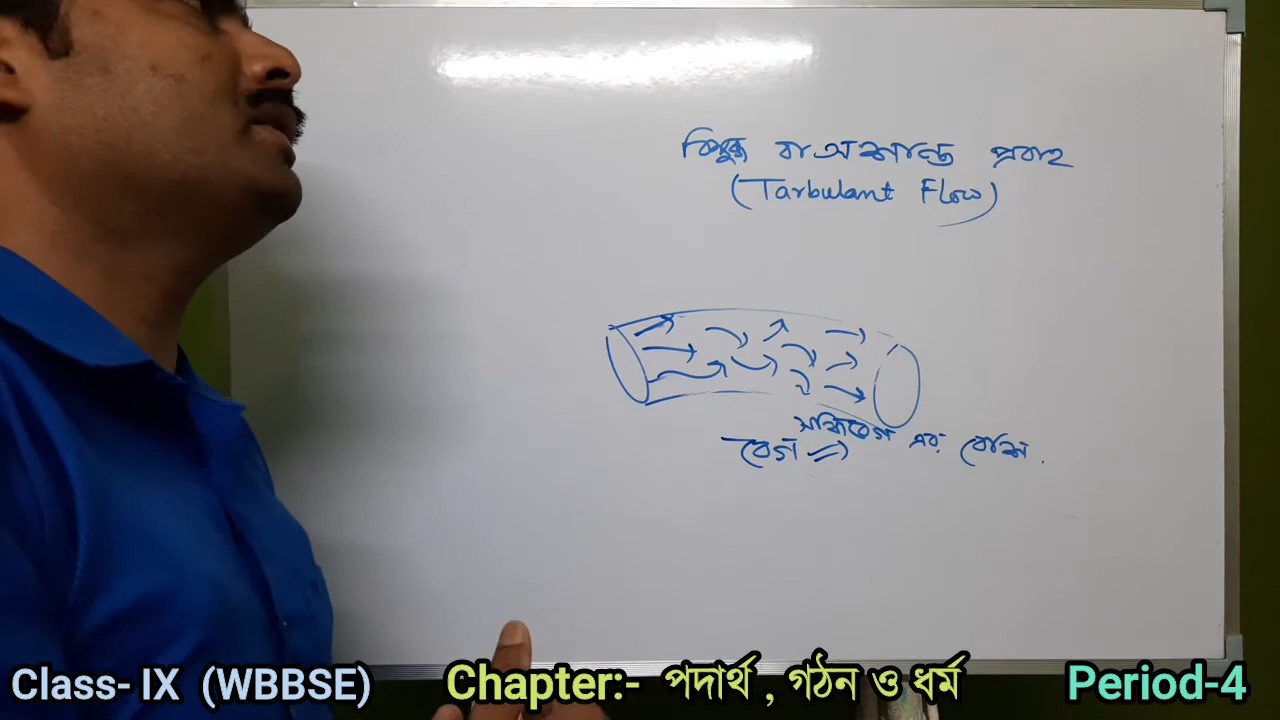 বিক্ষুব্ধ বা অশান্ত প্রবাহ
(Tarbulant Flow)
সন্ধিবেগ এর বেশি.
বেগ ⇒
Class- IX (WBBSE) Chapter:- পদার্থ , গঠন ও ধর্ম Period-4